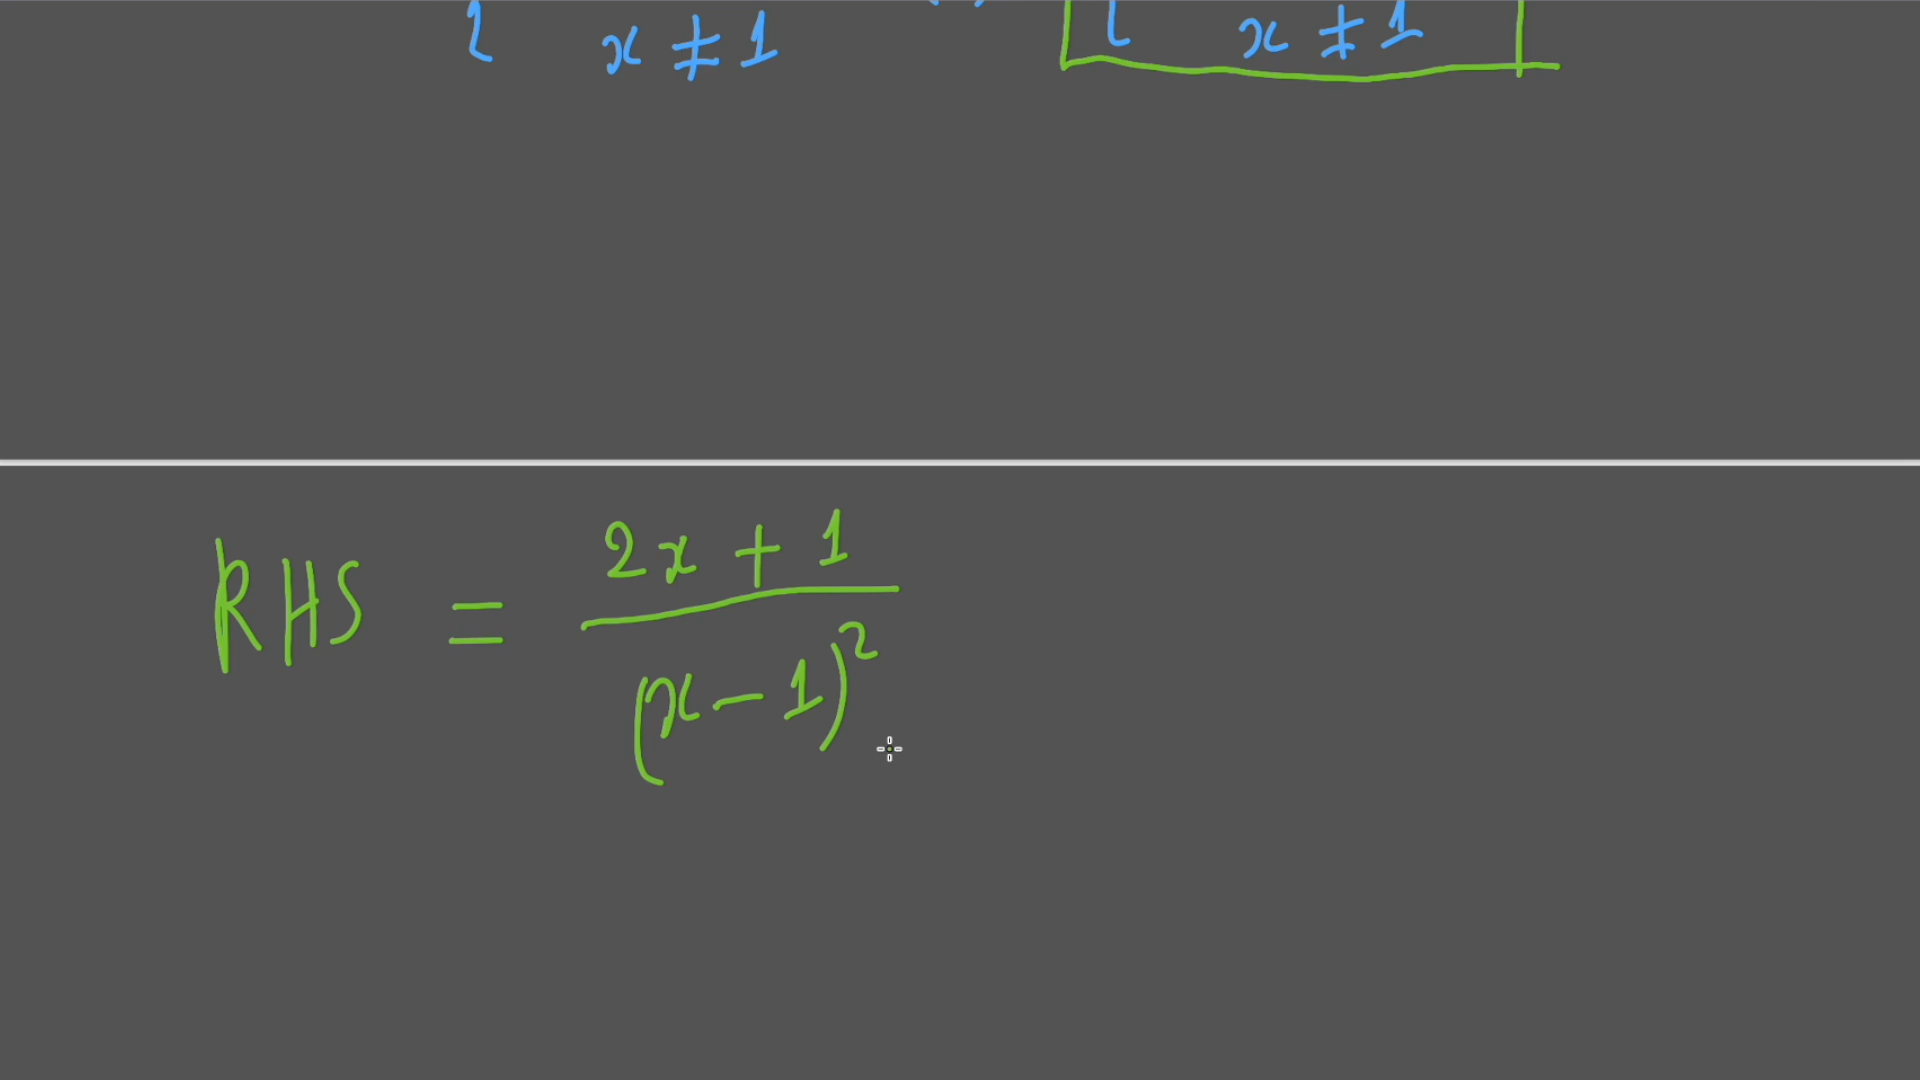 x ≠ 1 x ≠ 1
RHS = 2x + 1
(x - 1)²